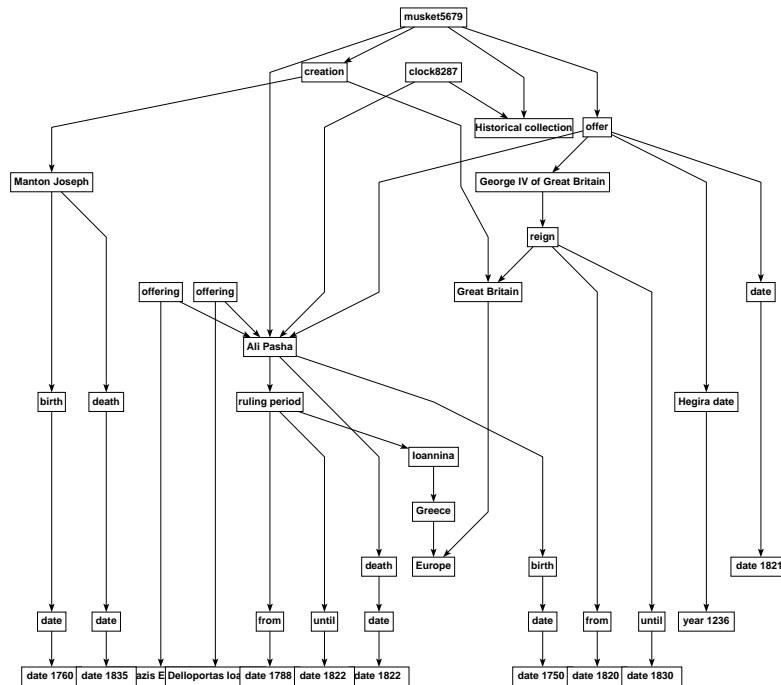 musket5679
creation
clock8287
Historical collection
offer
Manton Joseph
George IV of Great Britain
reign
offering
offering
Great Britain
date
Ali Pasha
birth
death
ruling period
Hegira date
Ioannina
Greece
death
Europe
birth
date 1821
date
date
from
until
date
date
from
until
year 1236
date 1760
date 1835
azis E
Delloportas Ioa
date 1788
date 1822
date 1822
date 1750
date 1820
date 1830